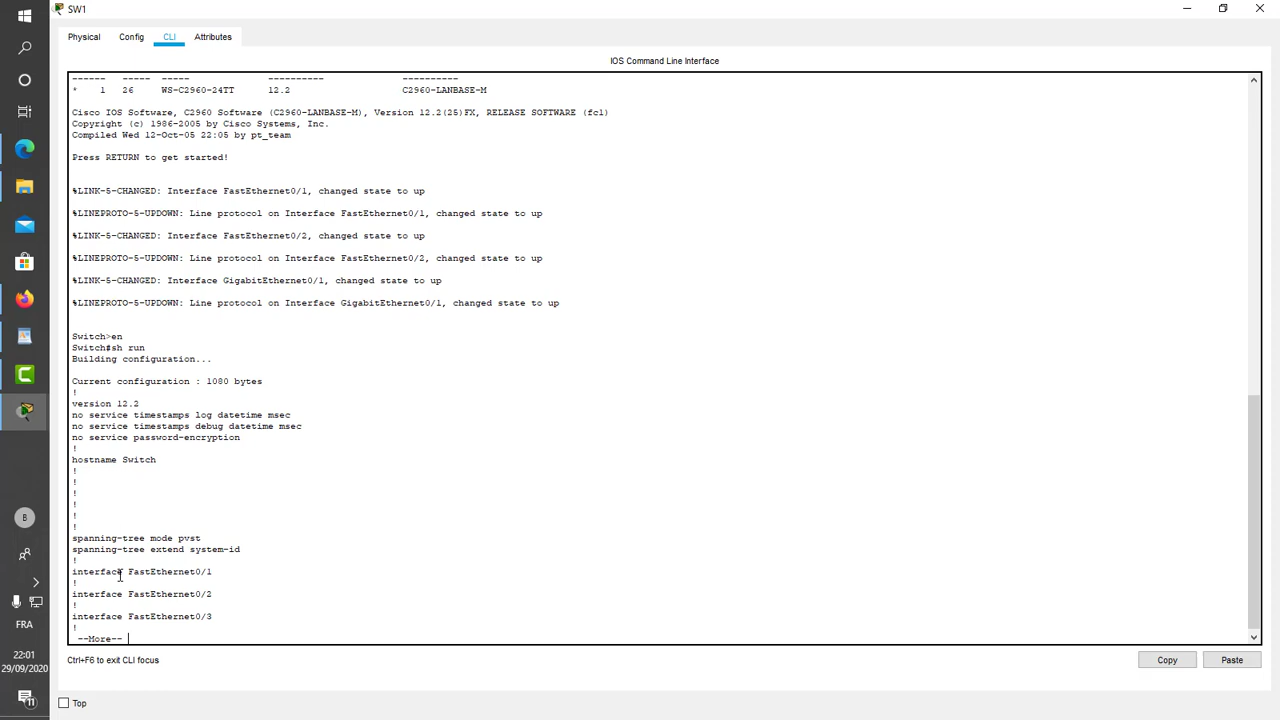 SW1
Physical Config CLI Attributes
IOS Command Line Interface
------ ----- ----- ---------- ----------
* 1 26 WS-C2960-24TT 12.2 C2960-LANBASE-M
Cisco IOS Software, C2960 Software (C2960-LANBASE-M), Version 12.2(25)FX, RELEASE SOFTWARE (fc1)
Copyright (c) 1986-2005 by Cisco Systems, Inc.
Compiled Wed 12-Oct-05 22:05 by pt_team
Press RETURN to get started!
%LINK-5-CHANGED: Interface FastEthernet0/1, changed state to up
%LINEPROTO-5-UPDOWN: Line protocol on Interface FastEthernet0/1, changed state to up
%LINK-5-CHANGED: Interface FastEthernet0/2, changed state to up
%LINEPROTO-5-UPDOWN: Line protocol on Interface FastEthernet0/2, changed state to up
%LINK-5-CHANGED: Interface GigabitEthernet0/1, changed state to up
%LINEPROTO-5-UPDOWN: Line protocol on Interface GigabitEthernet0/1, changed state to up
Switch>en
Switch#sh run
Building configuration...
Current configuration : 1080 bytes
!
version 12.2
no service timestamps log datetime msec
no service timestamps debug datetime msec
no service password-encryption
!
hostname Switch
!
!
!
!
!
!
spanning-tree mode pvst
spanning-tree extend system-id
!
interface FastEthernet0/1
!
interface FastEthernet0/2
!
interface FastEthernet0/3
!
--More--
Ctrl+F6 to exit CLI focus
Copy Paste
Top
B
FRA
22:01
29/09/2020
11